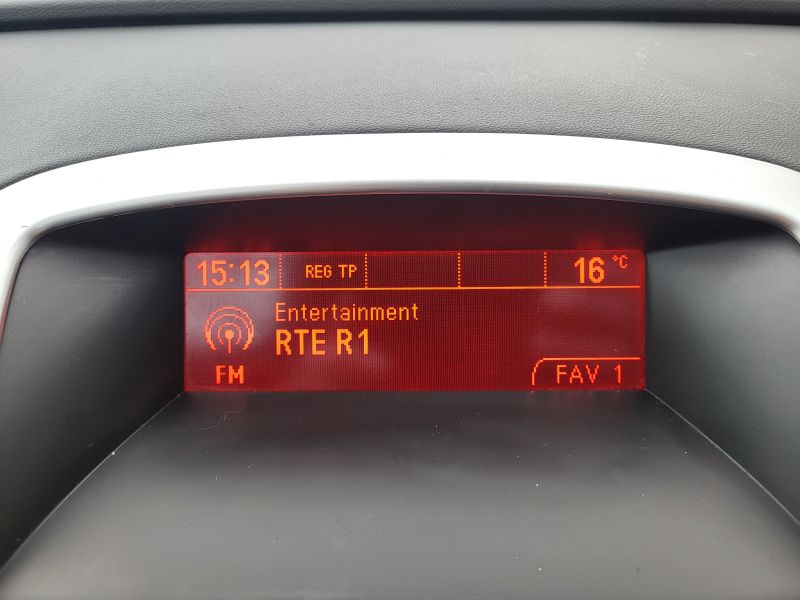 15:13 REG TP 16 °C
Entertainment
RTE R1
FM FAV 1